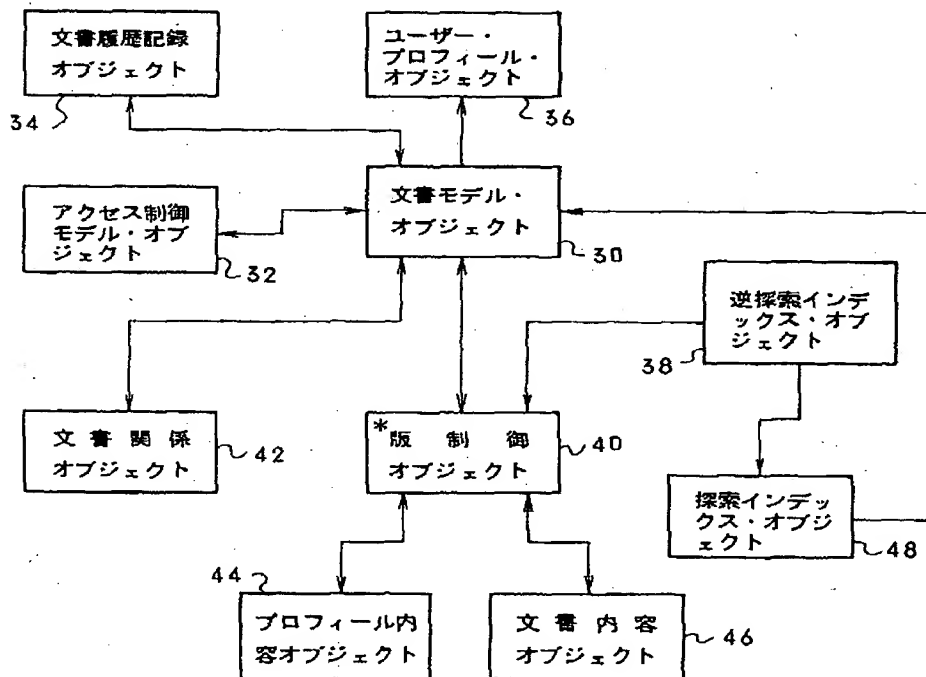 文書履歴記録
オブジェクト
34
ユーザー・
プロフィール・
オブジェクト
36
文書モデル・
オブジェクト
30
アクセス制御
モデル・オブ
ジェクト
32
逆探索インデ
ックス・オブ
ジェクト
38
文書関係
オブジェクト
42
*版制御
オブジェクト
40
探索インデッ
クス・オブジ
ェクト
48
44
プロフィール内
容オブジェクト
文書内容
オブジェクト
46